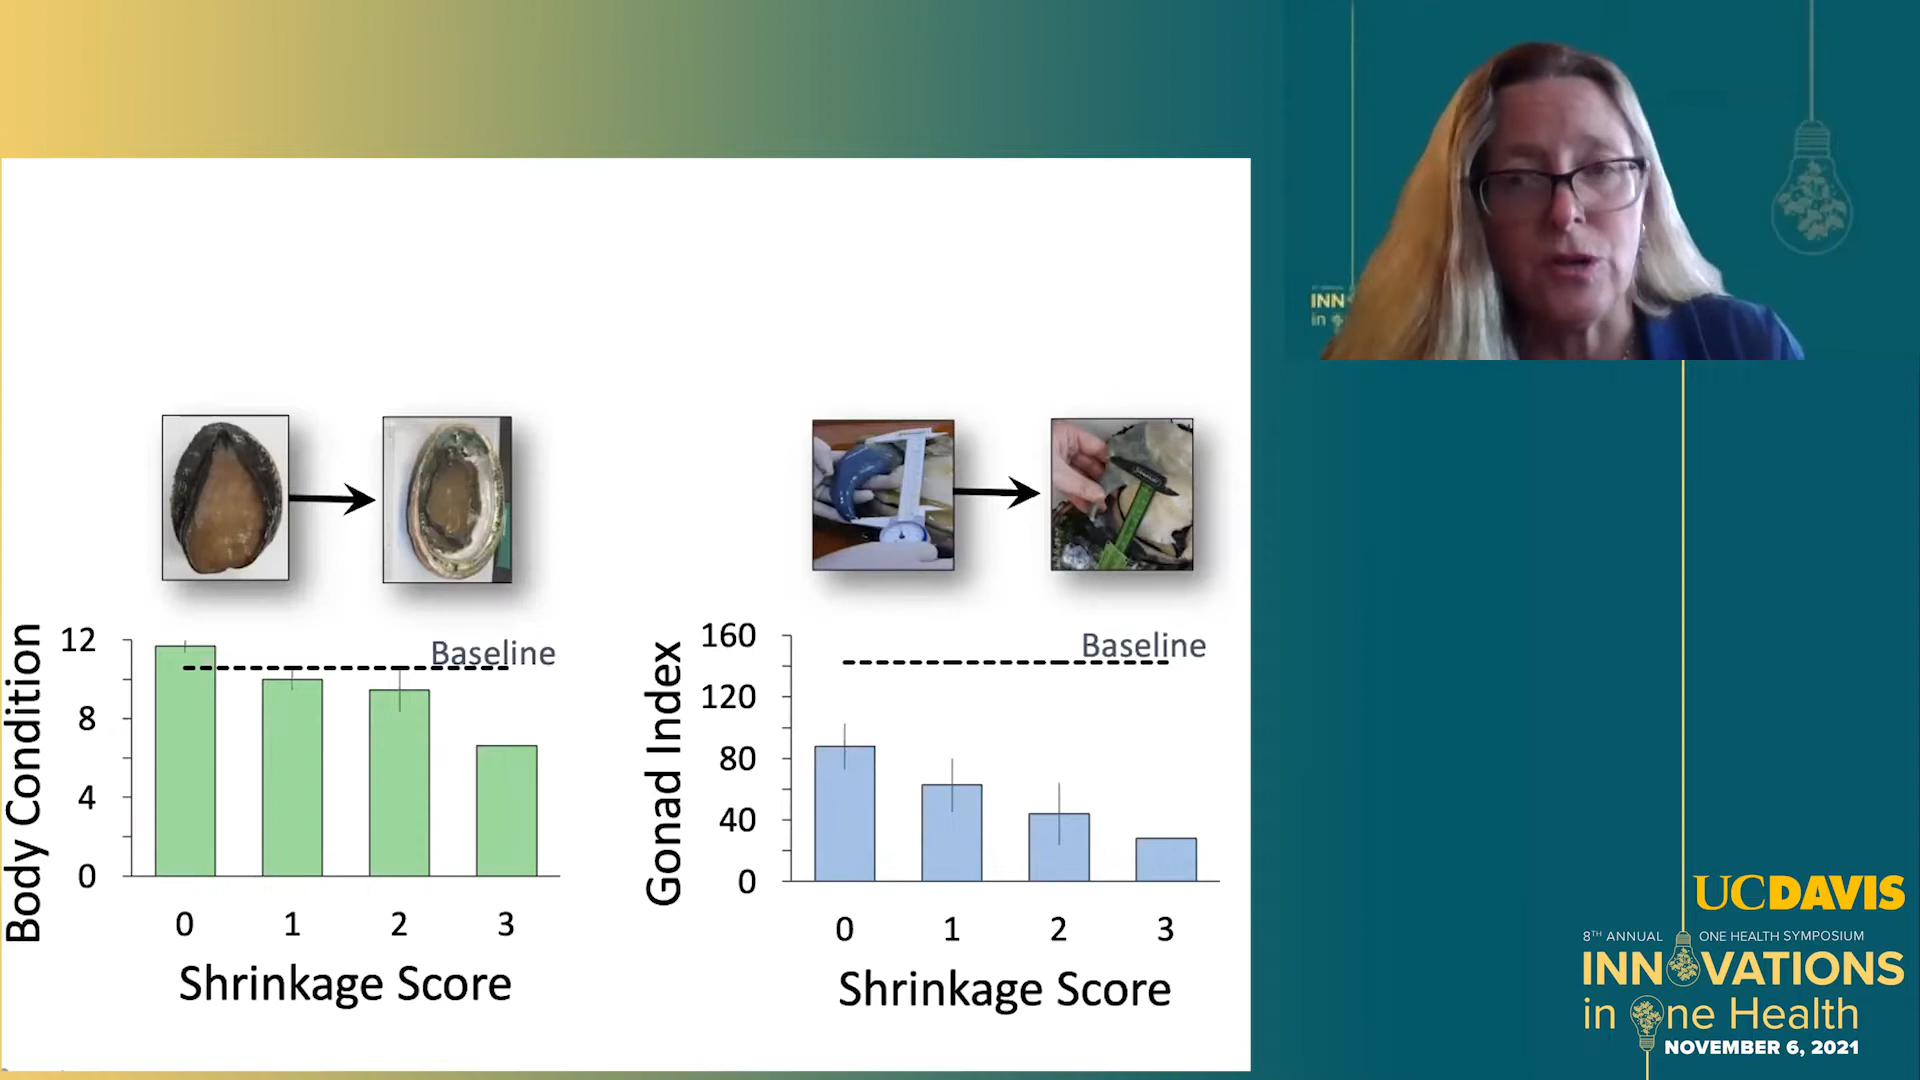 INN
in
Body Condition
12
8
4
0
Baseline
0 1 2 3
Shrinkage Score
Gonad Index
160
120
80
40
0
Baseline
0 1 2 3
Shrinkage Score
UCDAVIS
8TH ANNUAL ONE HEALTH SYMPOSIUM
INNOVATIONS
in One Health
NOVEMBER 6, 2021